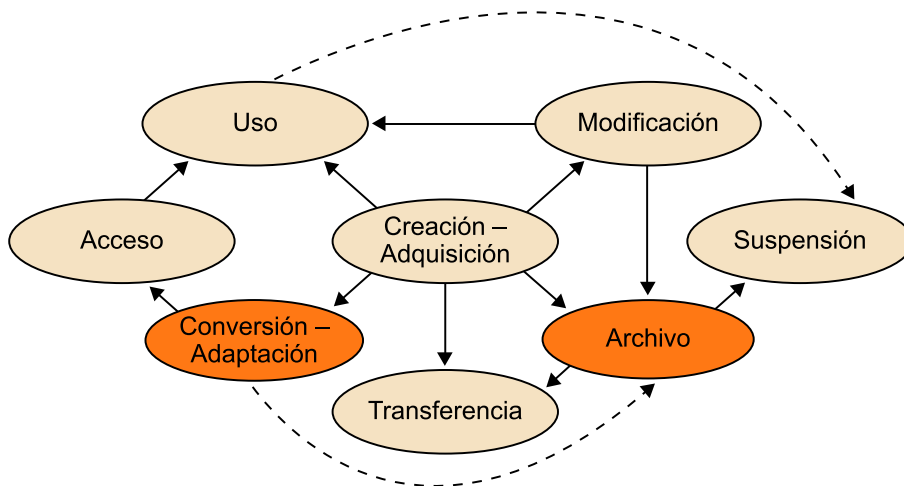 Uso
Modificación
Acceso
Creación –
Adquisición
Suspensión
Conversión –
Adaptación
Archivo
Transferencia